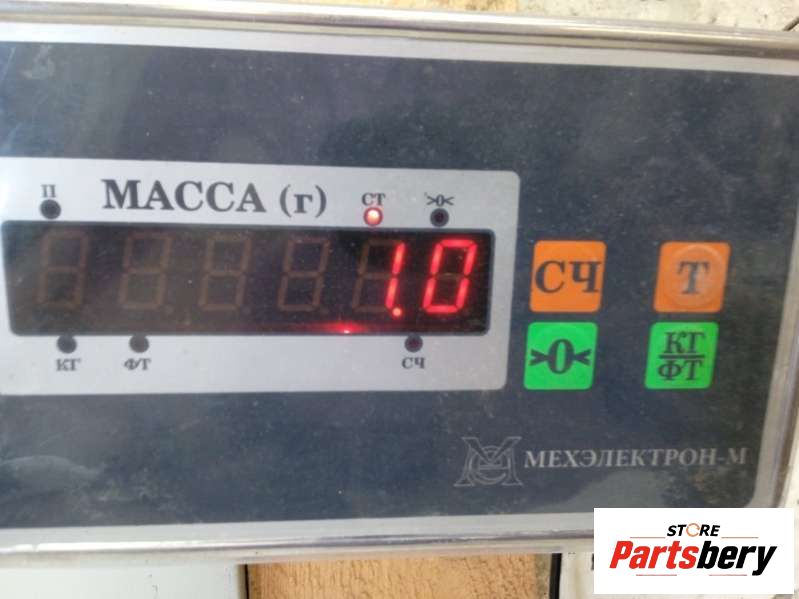 П МАССА (г) СТ >0<
1.0
КГ ФТ СЧ
СЧ Т
>0< КГ
ФТ
МЕХЭЛЕКТРОН-М
STORE
Partsbery